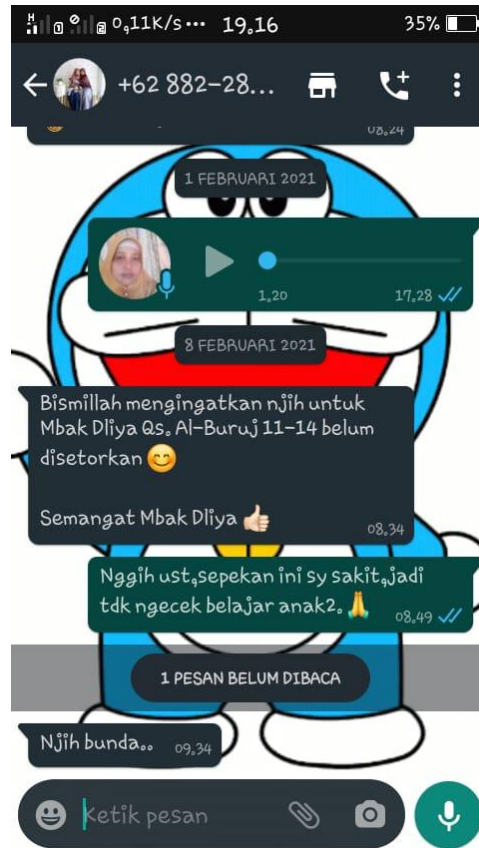 0,11K/s... 19.16 35%
+62 882-28...
08.24
1 FEBRUARI 2021
1.20 17.28
8 FEBRUARI 2021
Bismillah mengingatkan njih untuk
Mbak Dliya Qs. Al-Buruj 11-14 belum
disetorkan 😊
Semangat Mbak Dliya 👍🏻
08.34
Nggih ust,sepekan ini sy sakit,jadi
tdk ngecek belajar anak2. 🙏
08.49
1 PESAN BELUM DIBACA
Njih bunda.. 09.34
Ketik pesan